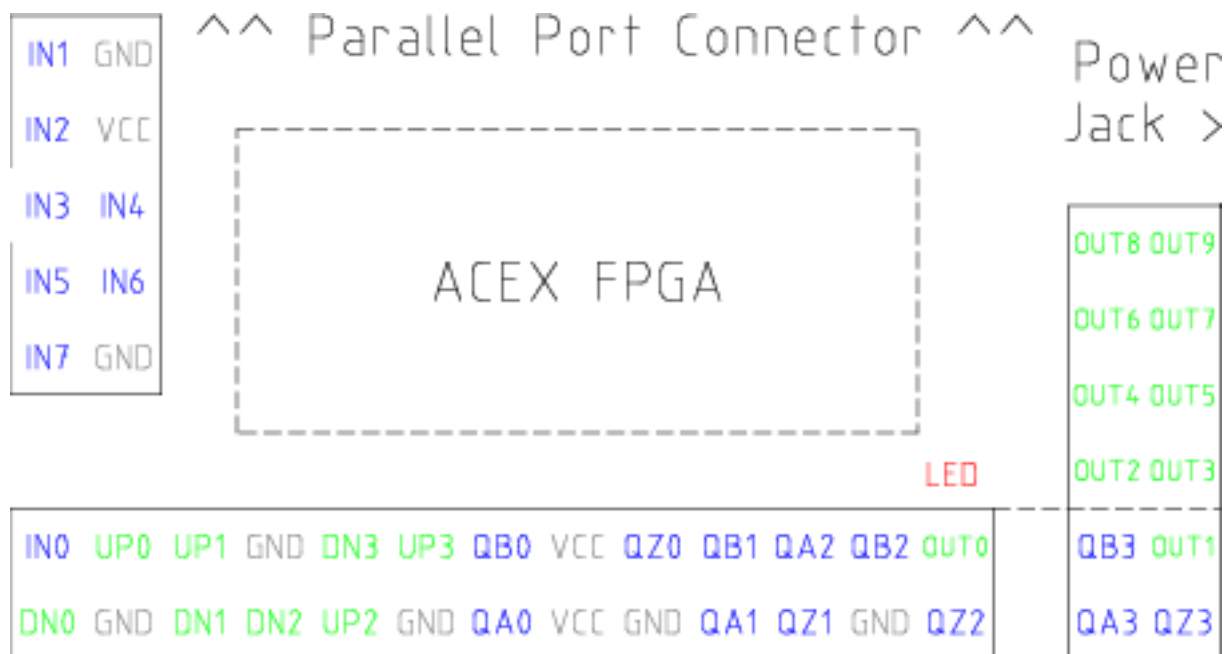 ^^ Parallel Port Connector ^^
Power
Jack >
IN1 GND
IN2 VCC
IN3 IN4
IN5 IN6
IN7 GND
ACEX FPGA
OUT8 OUT9
OUT6 OUT7
OUT4 OUT5
OUT2 OUT3
LED
IN0 UP0 UP1 GND DN3 UP3 QB0 VCC QZ0 QB1 QA2 QB2 OUT0
DN0 GND DN1 DN2 UP2 GND QA0 VCC GND QA1 QZ1 GND QZ2
QB3 OUT1
QA3 QZ3